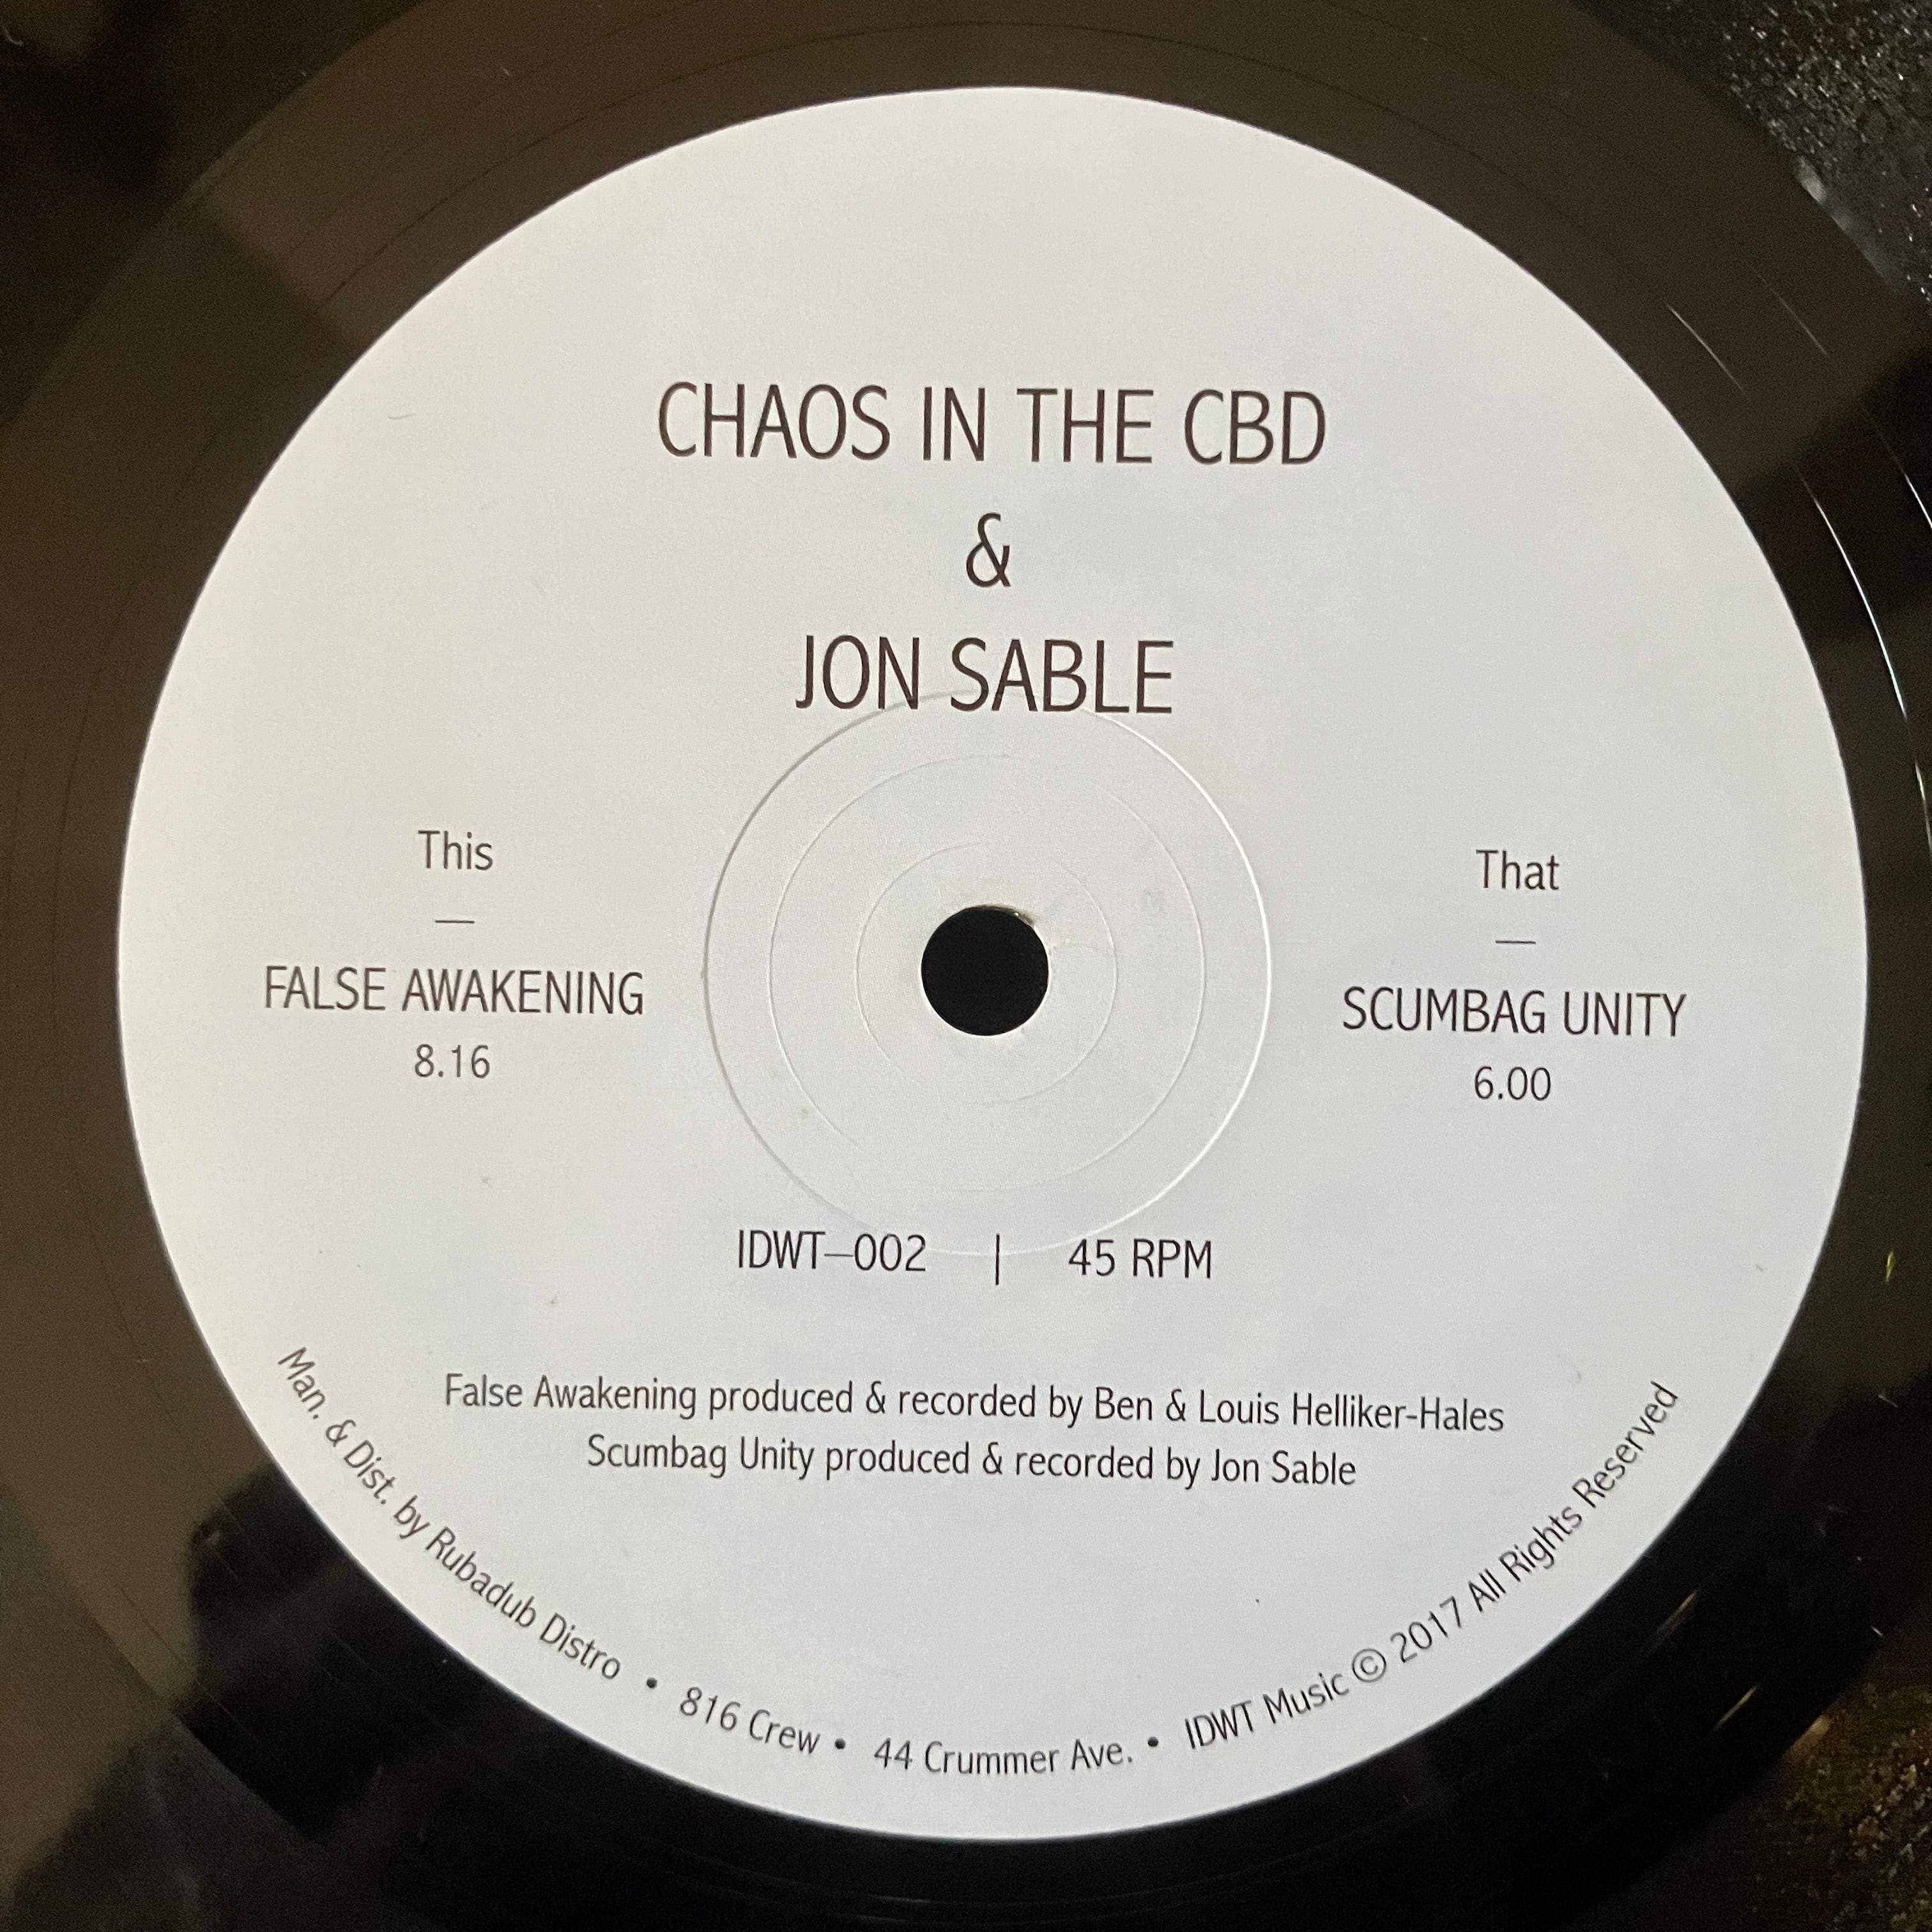 CHAOS IN THE CBD
&
JON SABLE
This
—
FALSE AWAKENING
8.16
That
—
SCUMBAG UNITY
6.00
IDWT—002 | 45 RPM
False Awakening produced & recorded by Ben & Louis Helliker-Hales
Scumbag Unity produced & recorded by Jon Sable
Man. & Dist. by Rubadub Distro • 816 Crew • 44 Crummer Ave. • IDWT Music © 2017 All Rights Reserved